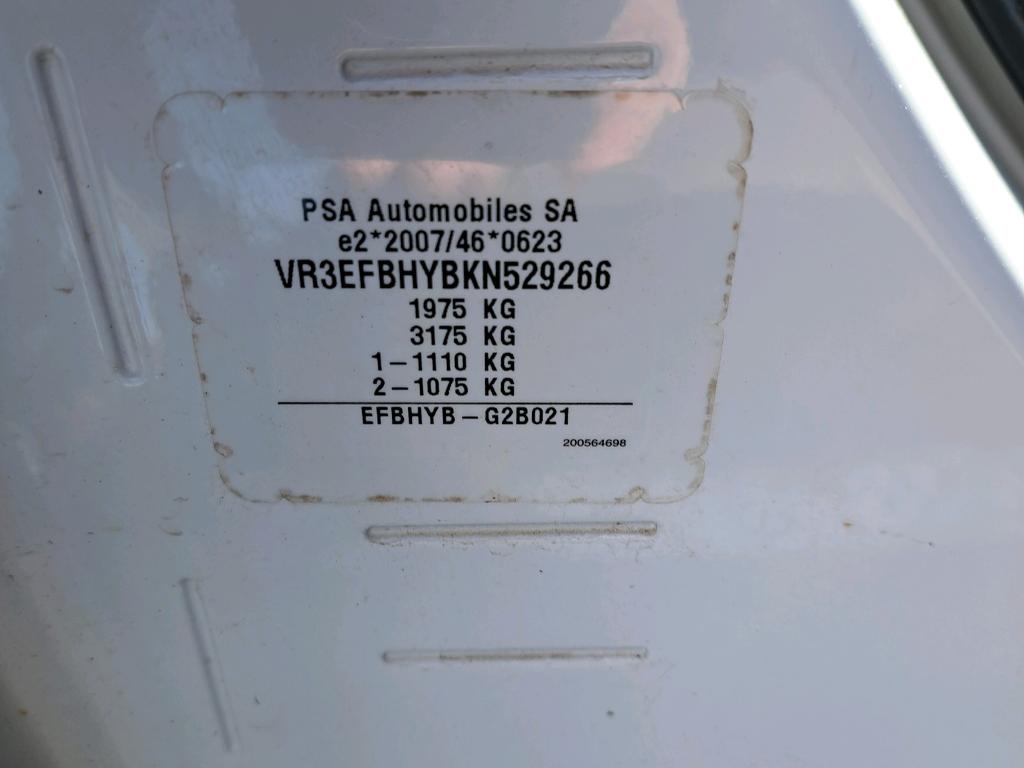 PSA Automobiles SA
e2*2007/46*0623
VR3EFBHYBKN529266
1975 KG
3175 KG
1-1110 KG
2-1075 KG
EFBHYB-G2B021
200564698